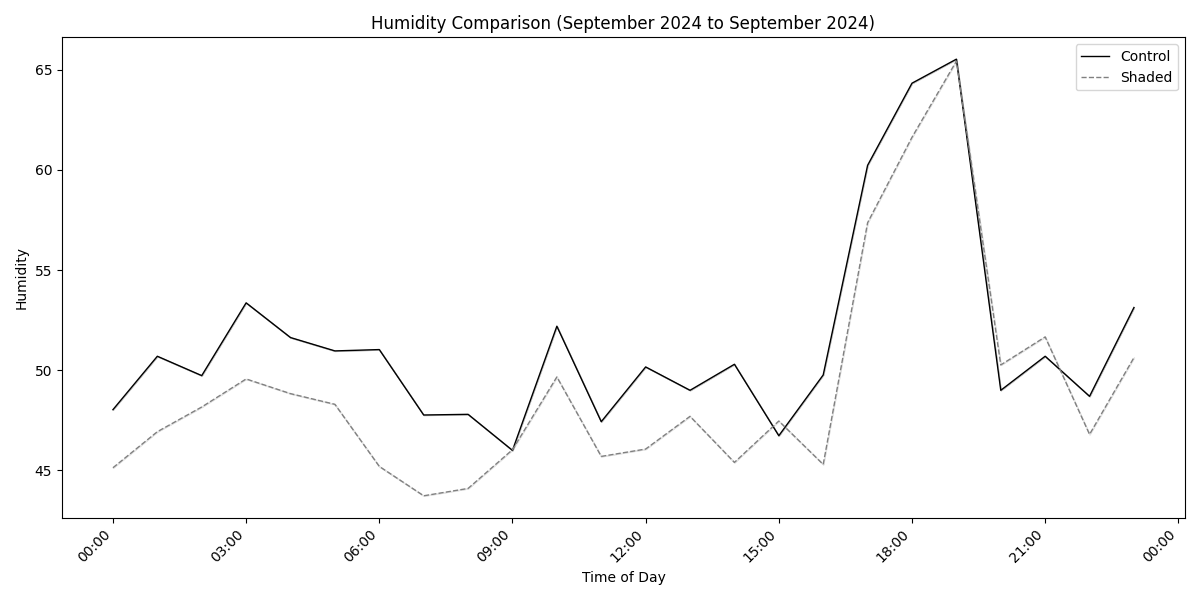 Humidity Comparison (September 2024 to September 2024)
Control
Shaded
65
60
55
50
45
Humidity
00:00
03:00
06:00
09:00
12:00
15:00
18:00
21:00
00:00
Time of Day